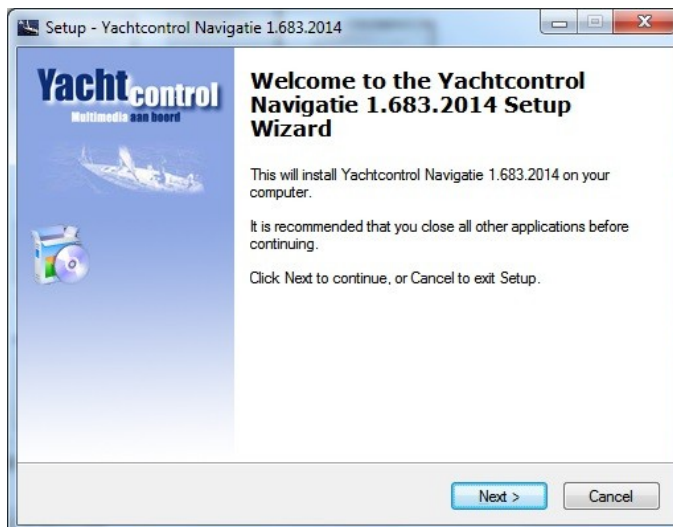 Setup - Yachtcontrol Navigatie 1.683.2014
Yachtcontrol
Multimedia aan boord
Welcome to the Yachtcontrol
Navigatie 1.683.2014 Setup
Wizard
This will install Yachtcontrol Navigatie 1.683.2014 on your
computer.
It is recommended that you close all other applications before
continuing.
Click Next to continue, or Cancel to exit Setup.
Next >
Cancel